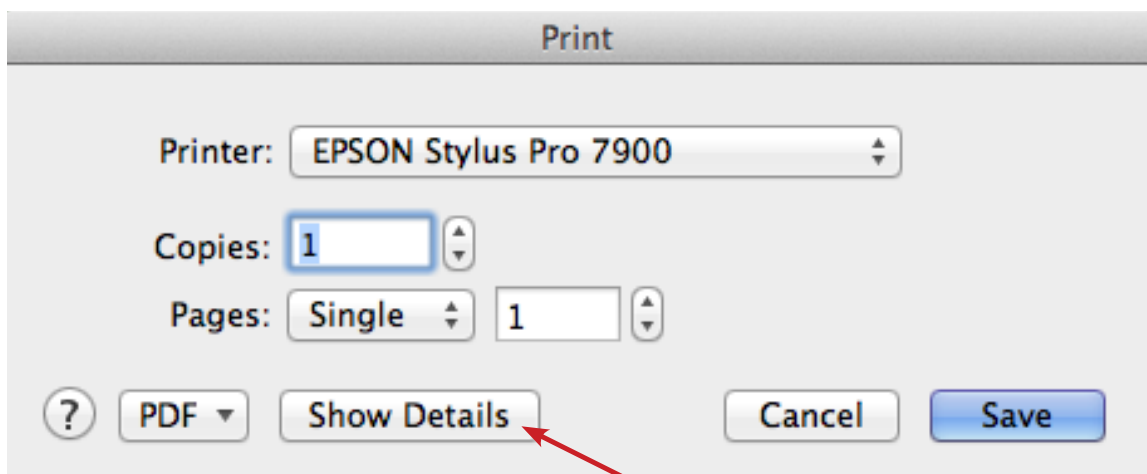 Print
Printer: EPSON Stylus Pro 7900
Copies: 1
Pages: Single 1
? PDF Show Details Cancel Save